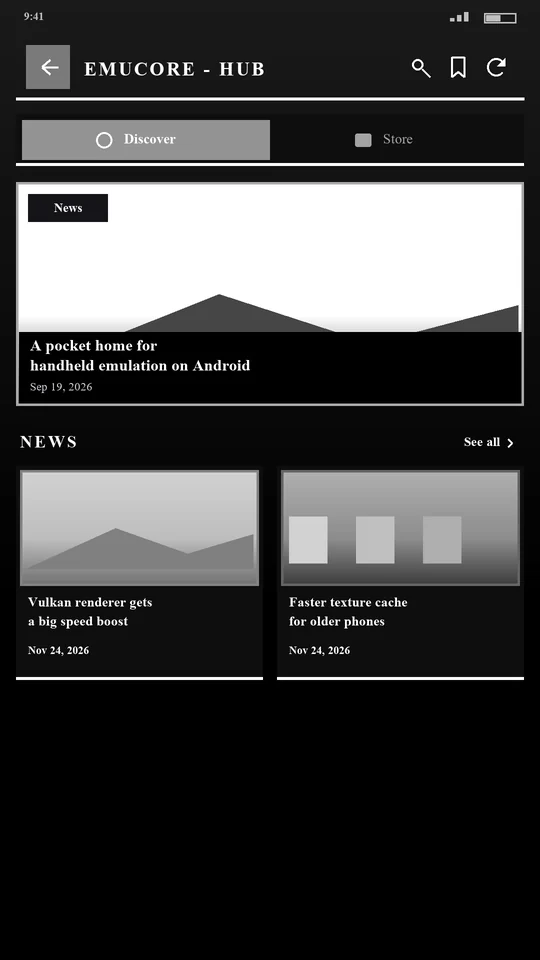 9:41
EMUCORE - HUB
Discover
Store
News
A pocket home for
handheld emulation on Android
Sep 19, 2026
NEWS
See all
Vulkan renderer gets
a big speed boost
Nov 24, 2026
Faster texture cache
for older phones
Nov 24, 2026